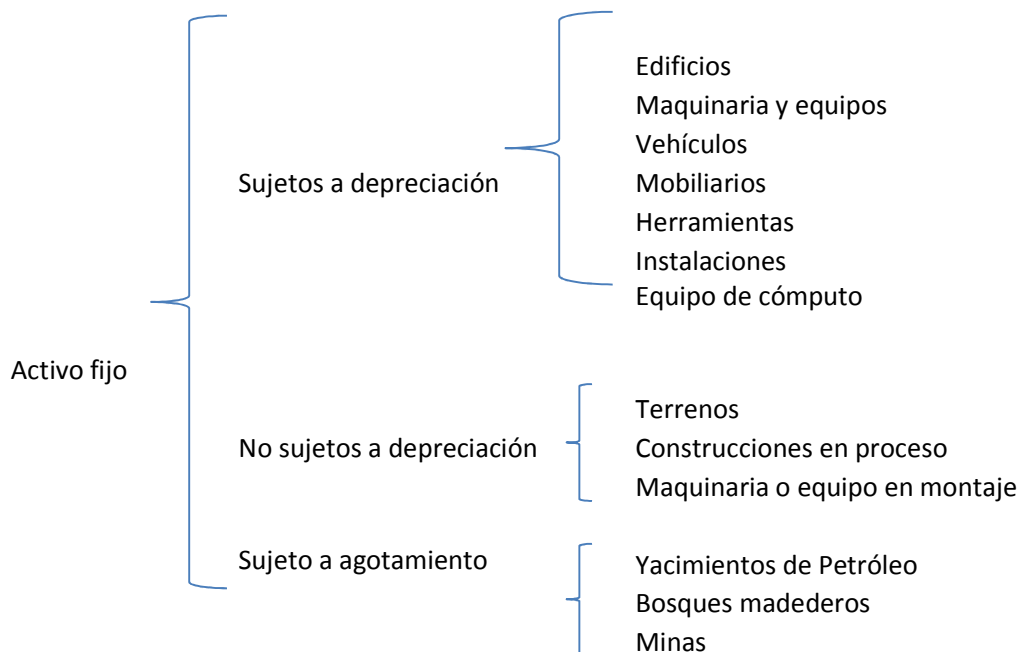 Activo fijo
Sujetos a depreciación
Edificios
Maquinaria y equipos
Vehículos
Mobiliarios
Herramientas
Instalaciones
Equipo de cómputo
No sujetos a depreciación
Terrenos
Construcciones en proceso
Maquinaria o equipo en montaje
Sujeto a agotamiento
Yacimientos de Petróleo
Bosques madederos
Minas